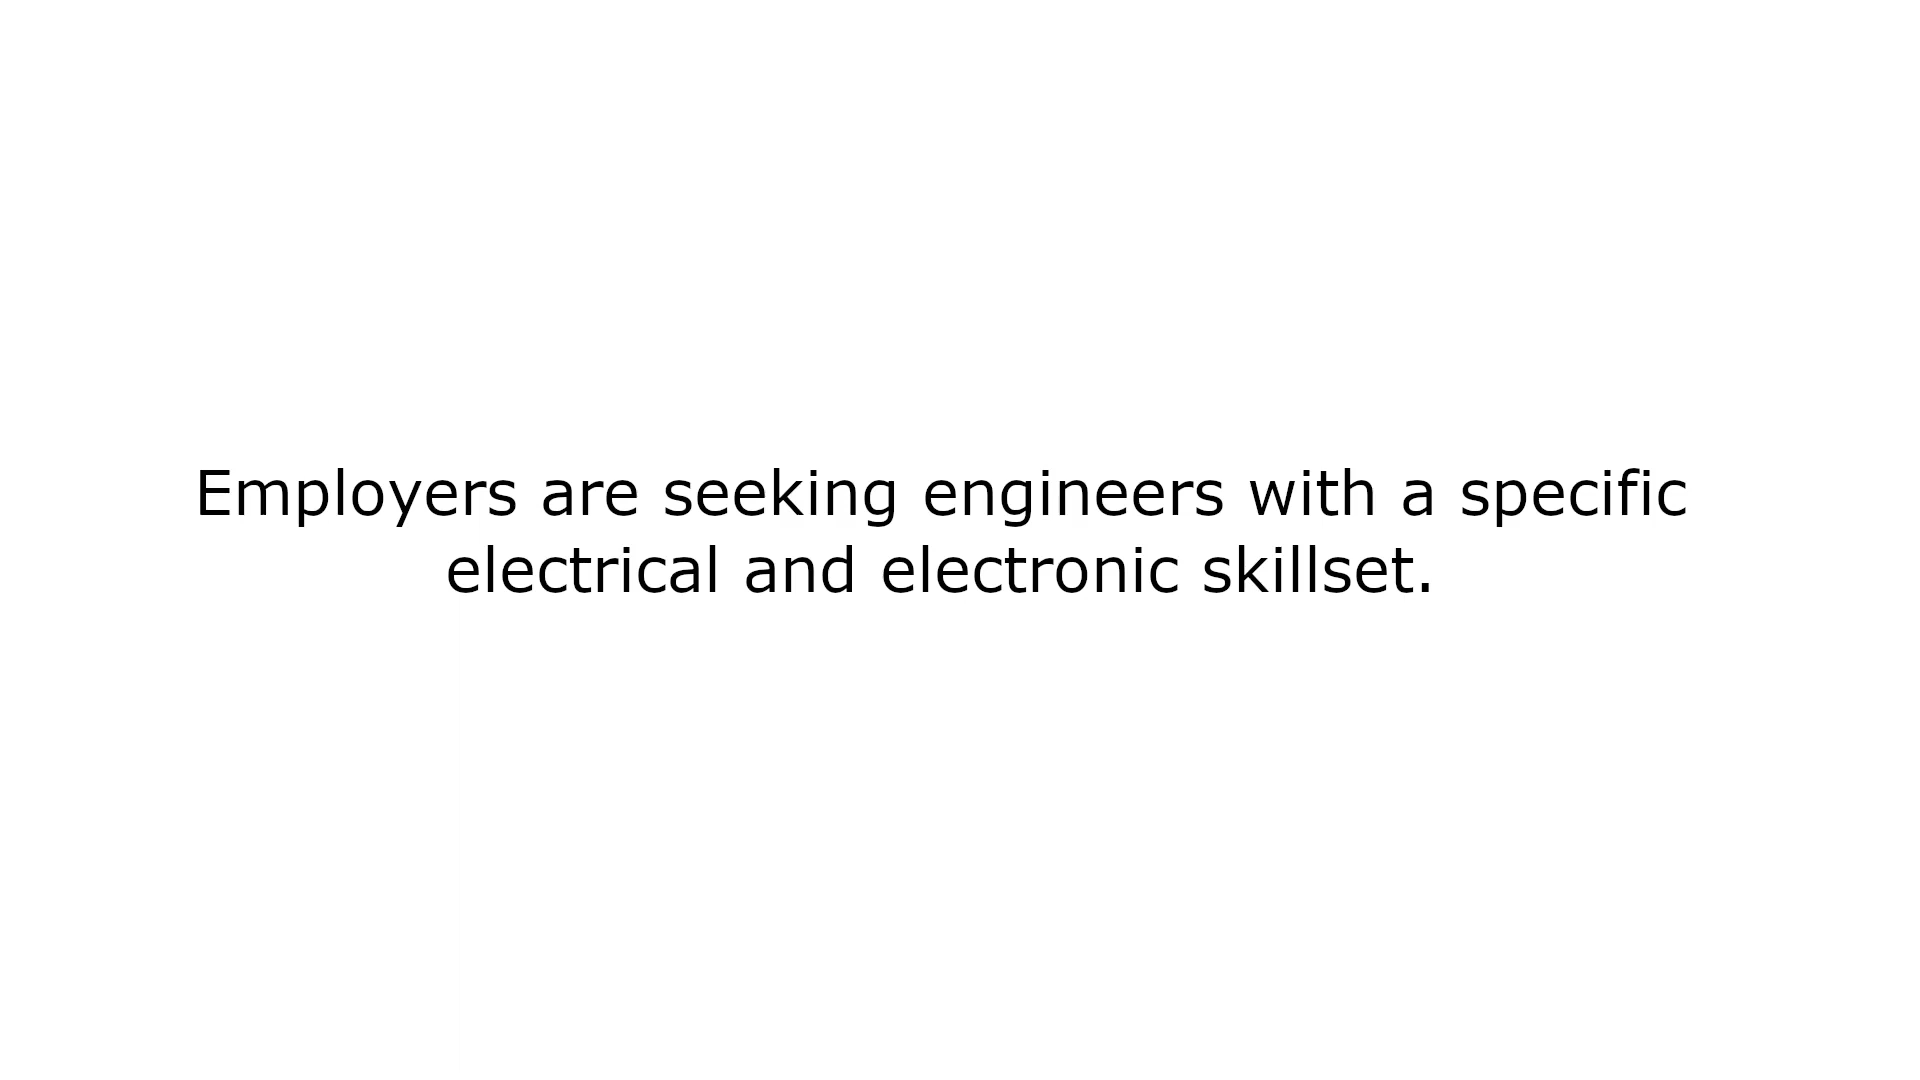 Employers are seeking engineers with a specific
electrical and electronic skillset.